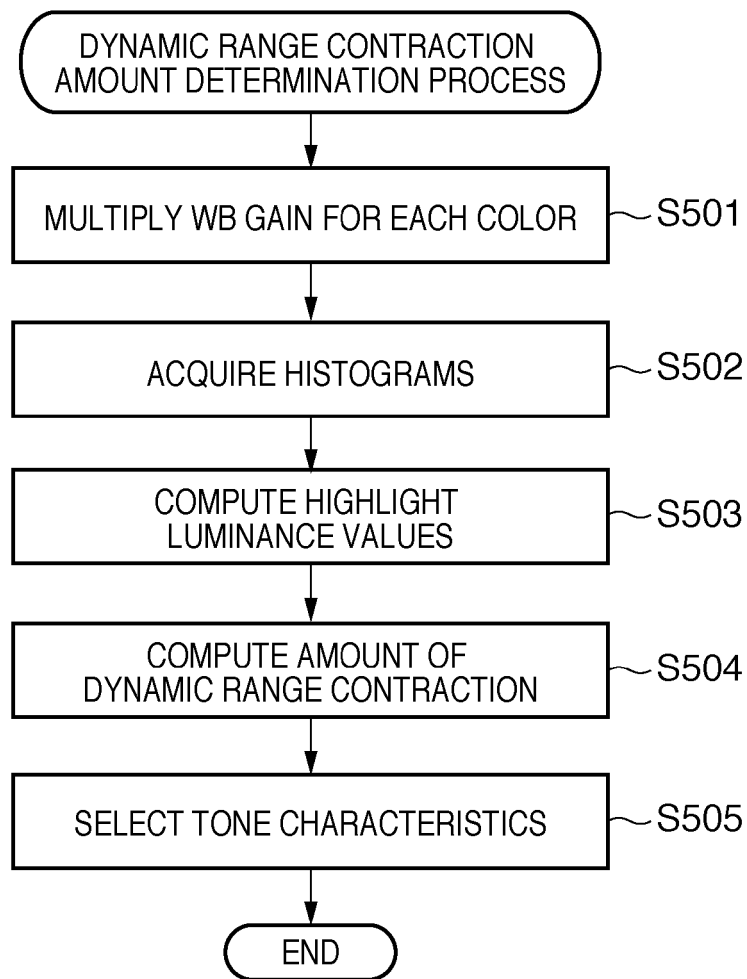 DYNAMIC RANGE CONTRACTION
AMOUNT DETERMINATION PROCESS
MULTIPLY WB GAIN FOR EACH COLOR
S501
ACQUIRE HISTOGRAMS
S502
COMPUTE HIGHLIGHT
LUMINANCE VALUES
S503
COMPUTE AMOUNT OF
DYNAMIC RANGE CONTRACTION
S504
SELECT TONE CHARACTERISTICS
S505
END